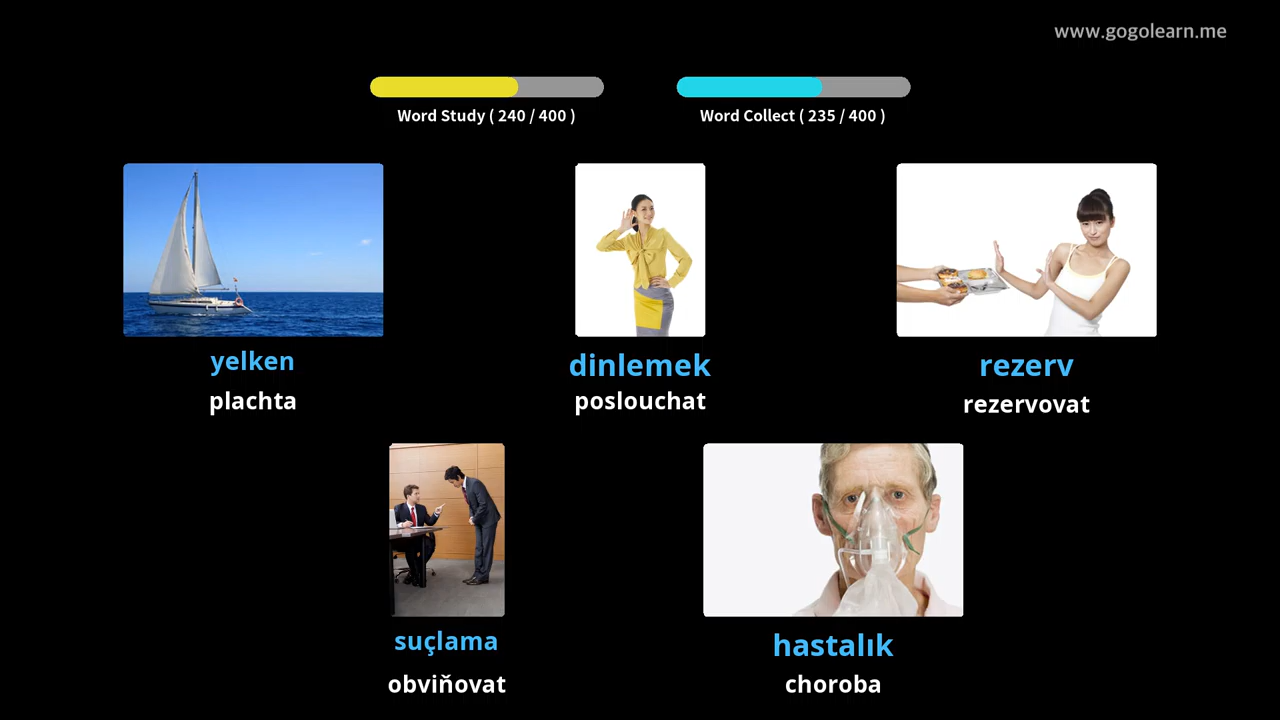 www.gogolearn.me
Word Study ( 240 / 400 )
Word Collect ( 235 / 400 )
yelken
plachta
dinlemek
poslouchat
rezerv
rezervovat
suçlama
obviňovat
hastalık
choroba